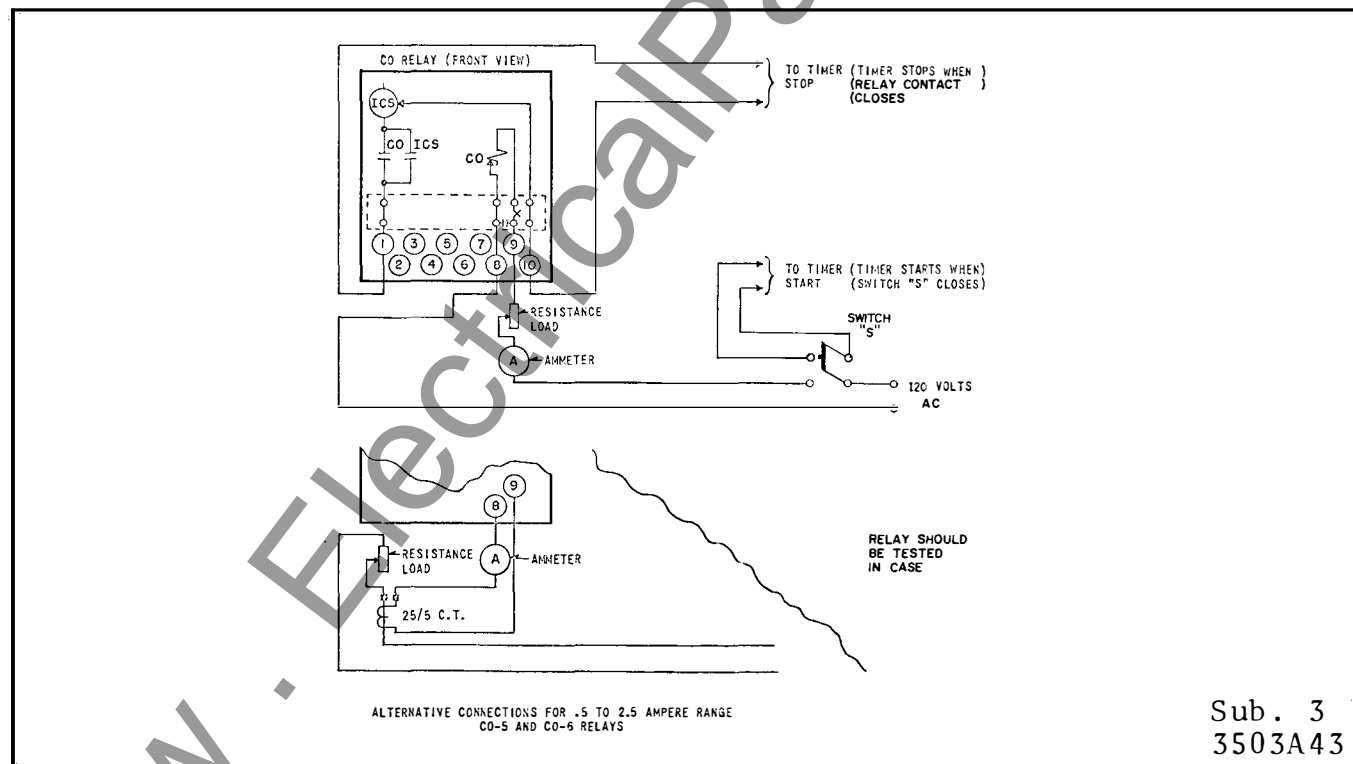 CO RELAY (FRONT VIEW)
TO TIMER (TIMER STOPS WHEN )
STOP (RELAY CONTACT )
(CLOSES
ICS
CO ICS
CO
1 3 5 7 9
2 4 6 8 10
TO TIMER (TIMER STARTS WHEN)
START (SWITCH "S" CLOSES)
RESISTANCE
LOAD
SWITCH
"S"
A
AMMETER
120 VOLTS
AC
9
8
RESISTANCE
LOAD
A
AMMETER
25/5 C.T.
RELAY SHOULD
BE TESTED
IN CASE
ALTERNATIVE CONNECTIONS FOR .5 TO 2.5 AMPERE RANGE
CO-5 AND CO-6 RELAYS
Sub. 3
3503A43
w . ElectricalPa